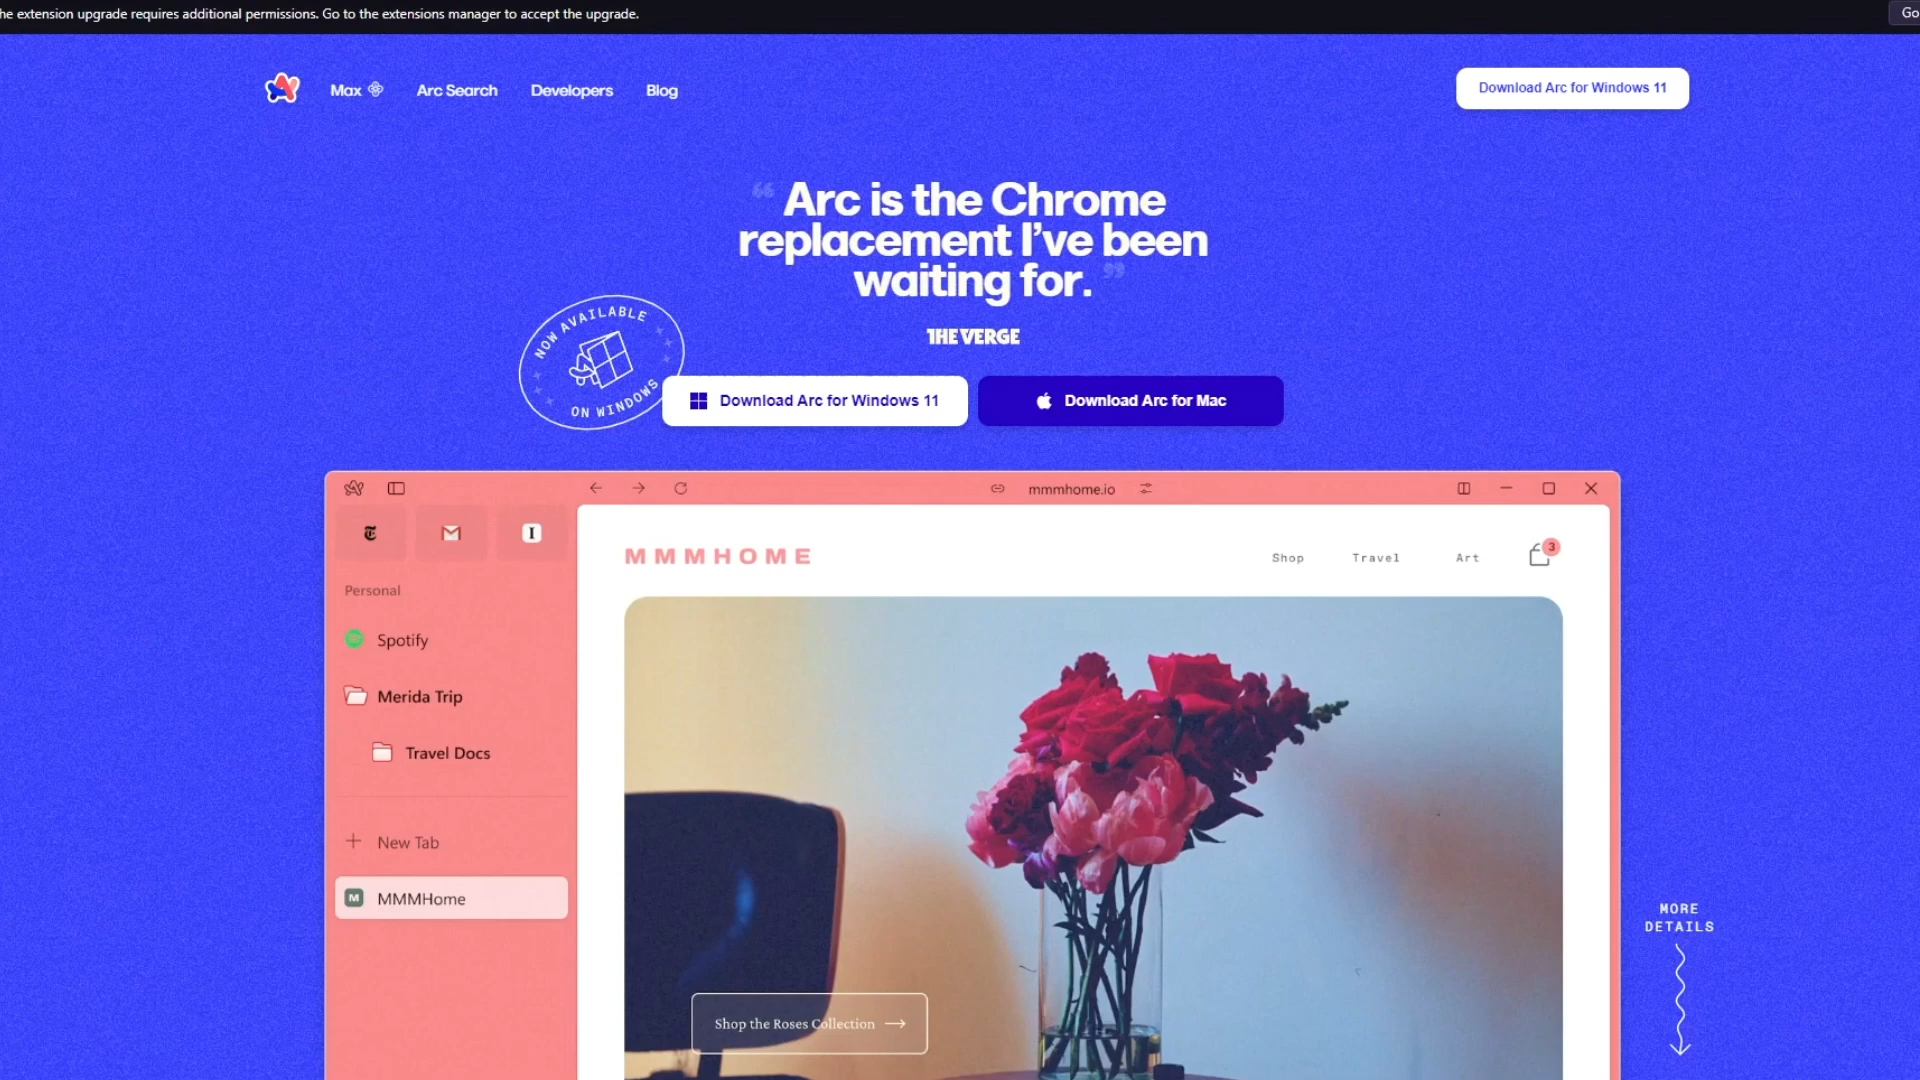 he extension upgrade requires additional permissions. Go to the extensions manager to accept the upgrade.
Go
Max
Arc Search
Developers
Blog
Download Arc for Windows 11
“ Arc is the Chrome
replacement I’ve been
waiting for. ”
THE VERGE
NOW AVAILABLE
ON WINDOWS
Download Arc for Windows 11
Download Arc for Mac
mmmhome.io
I
MMMHOME
Shop
Travel
Art
3
Personal
Spotify
Merida Trip
Travel Docs
New Tab
M
MMMHome
Shop the Roses Collection
MORE
DETAILS